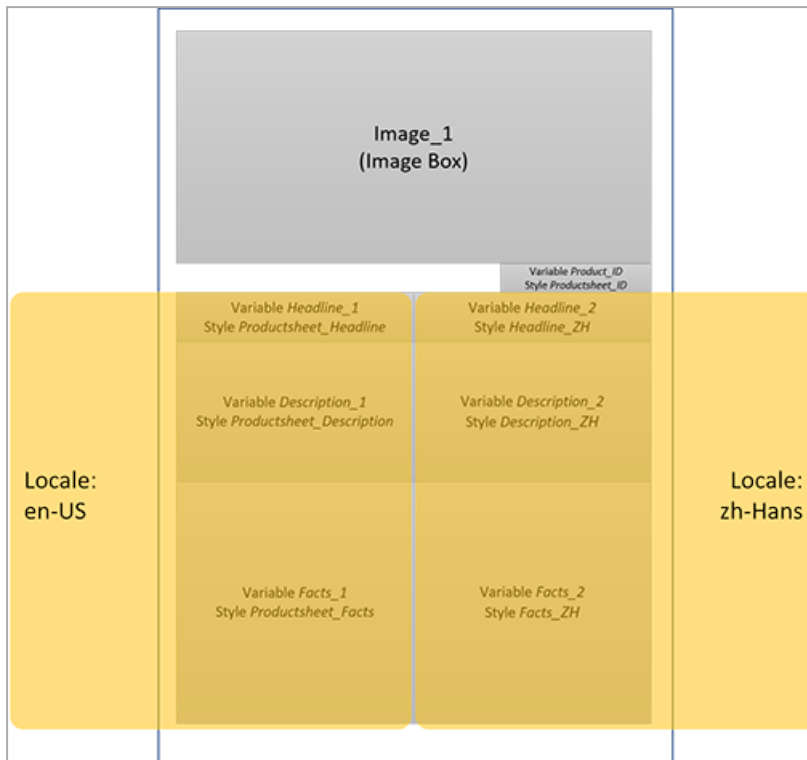 Image_1
(Image Box)
Variable Product_ID
Style Productsheet_ID
Variable Headline_1
Style Productsheet_Headline
Variable Headline_2
Style Headline_ZH
Variable Description_1
Style Productsheet_Description
Variable Description_2
Style Description_ZH
Locale:
en-US
Locale:
zh-Hans
Variable Facts_1
Style Productsheet_Facts
Variable Facts_2
Style Facts_ZH